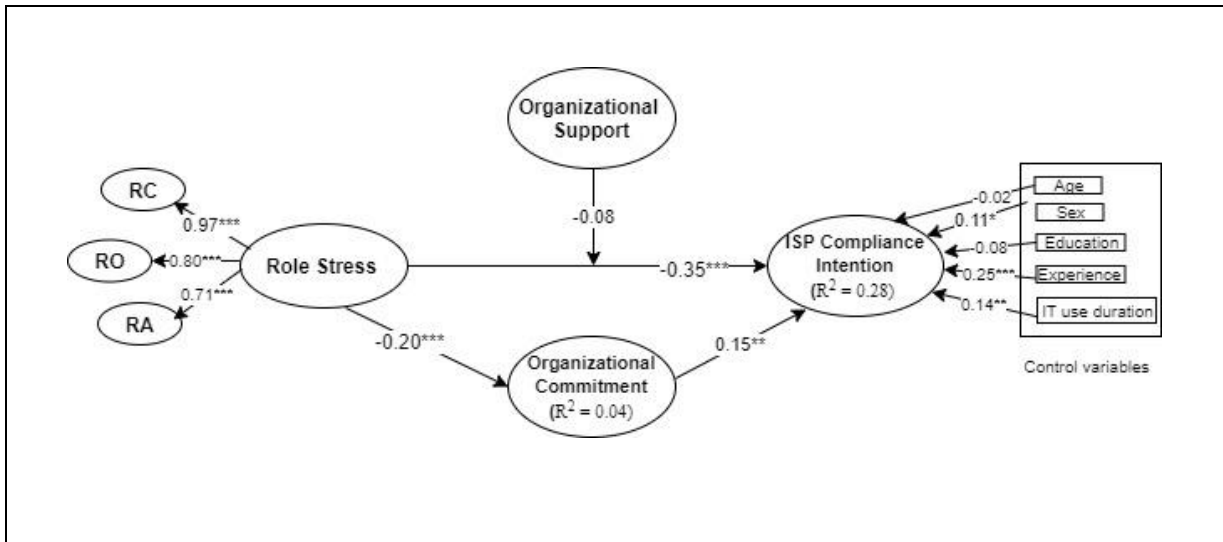 Organizational
Support
RC
0.97***
-0.08
RO
0.80***
Role Stress
RA
0.71***
-0.35***
ISP Compliance
Intention
(R² = 0.28)
-0.02
0.11*
-0.08
0.25***
0.14**
Age
Sex
Education
Experience
IT use duration
Control variables
-0.20***
0.15**
Organizational
Commitment
(R² = 0.04)